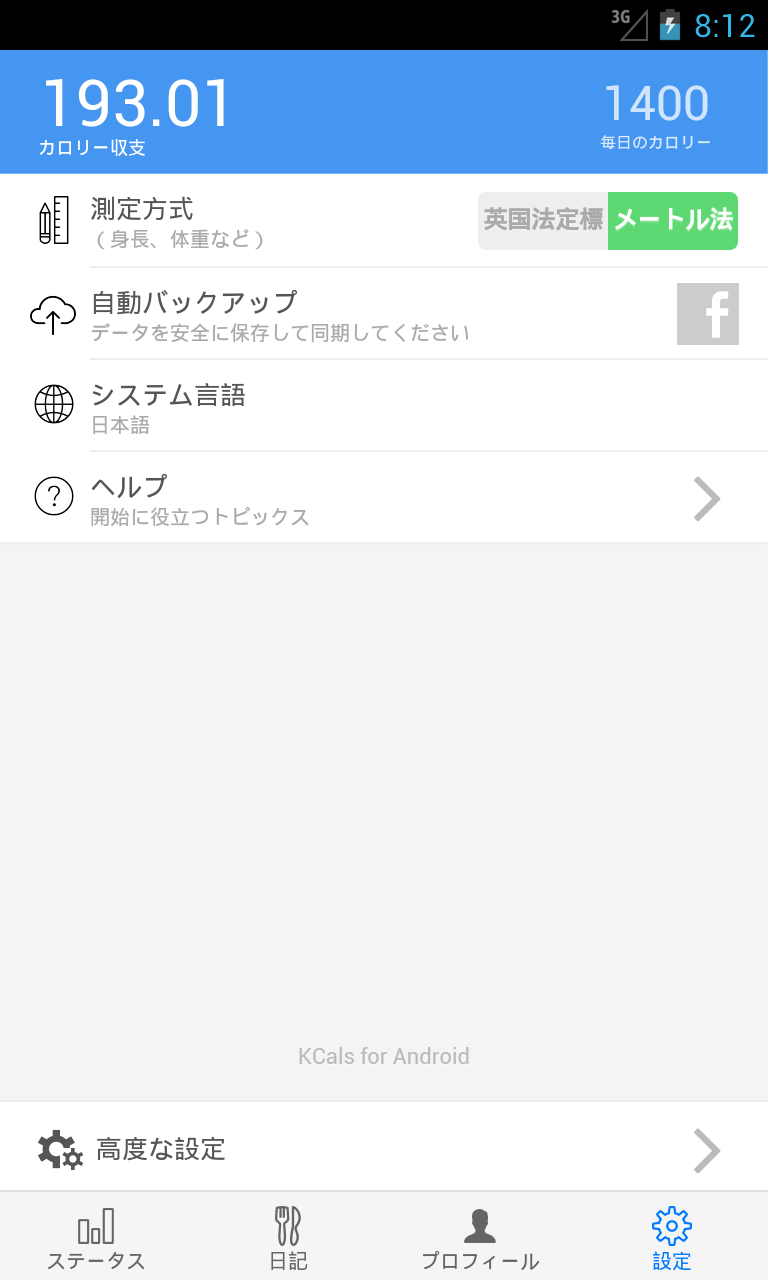 3G 8:12
193.01
カロリー収支
1400
毎日のカロリー
測定方式
（身長、体重など）
英国法定標 メートル法
自動バックアップ
データを安全に保存して同期してください
システム言語
日本語
ヘルプ
開始に役立つトピックス
KCals for Android
高度な設定
ステータス 日記 プロフィール 設定